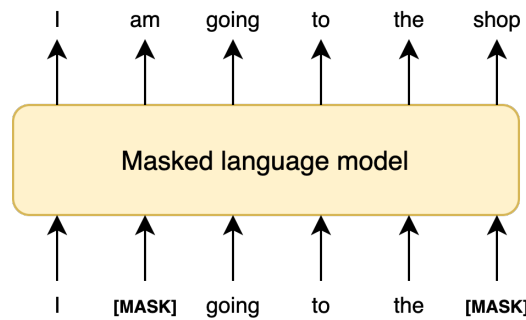 I am going to the shop
Masked language model
I [MASK] going to the [MASK]